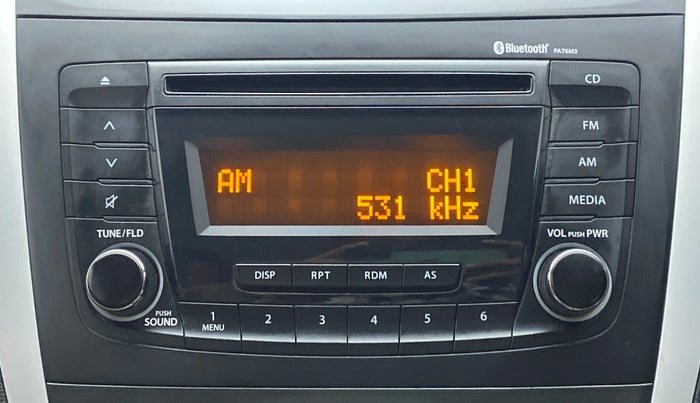 Bluetooth PA76M3
CD
FM
AM
MEDIA
AM CH1
531 kHz
TUNE/FLD
VOL PUSH PWR
DISP RPT RDM AS
PUSH
SOUND
1 2 3 4 5 6
MENU